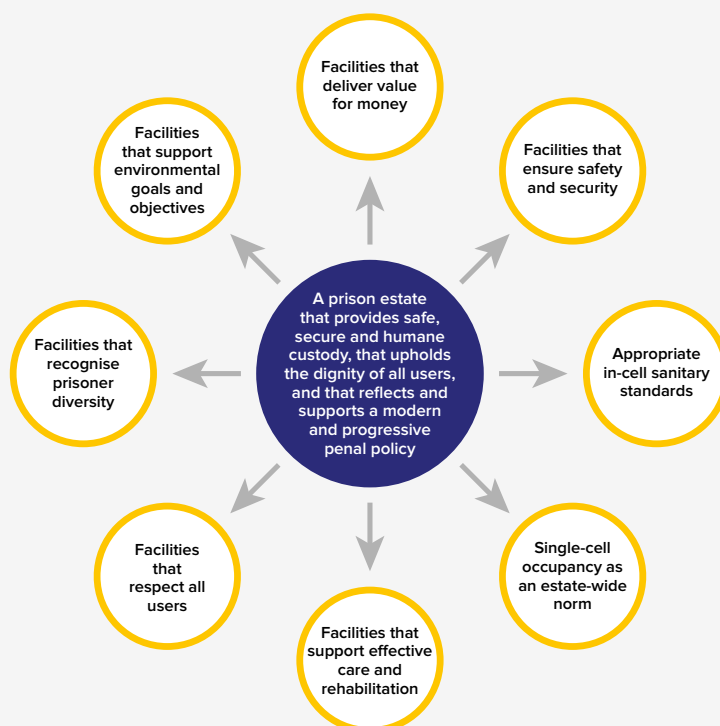 Facilities that
deliver value
for money
Facilities that
ensure safety
and security
Appropriate
in-cell sanitary
standards
Single-cell
occupancy as
an estate-wide
norm
Facilities that
support effective
care and
rehabilitation
Facilities
that
respect all
users
Facilities that
recognise
prisoner
diversity
Facilities
that support
environmental
goals and
objectives
A prison estate
that provides safe,
secure and humane
custody, that upholds
the dignity of all users,
and that reflects and
supports a modern
and progressive
penal policy